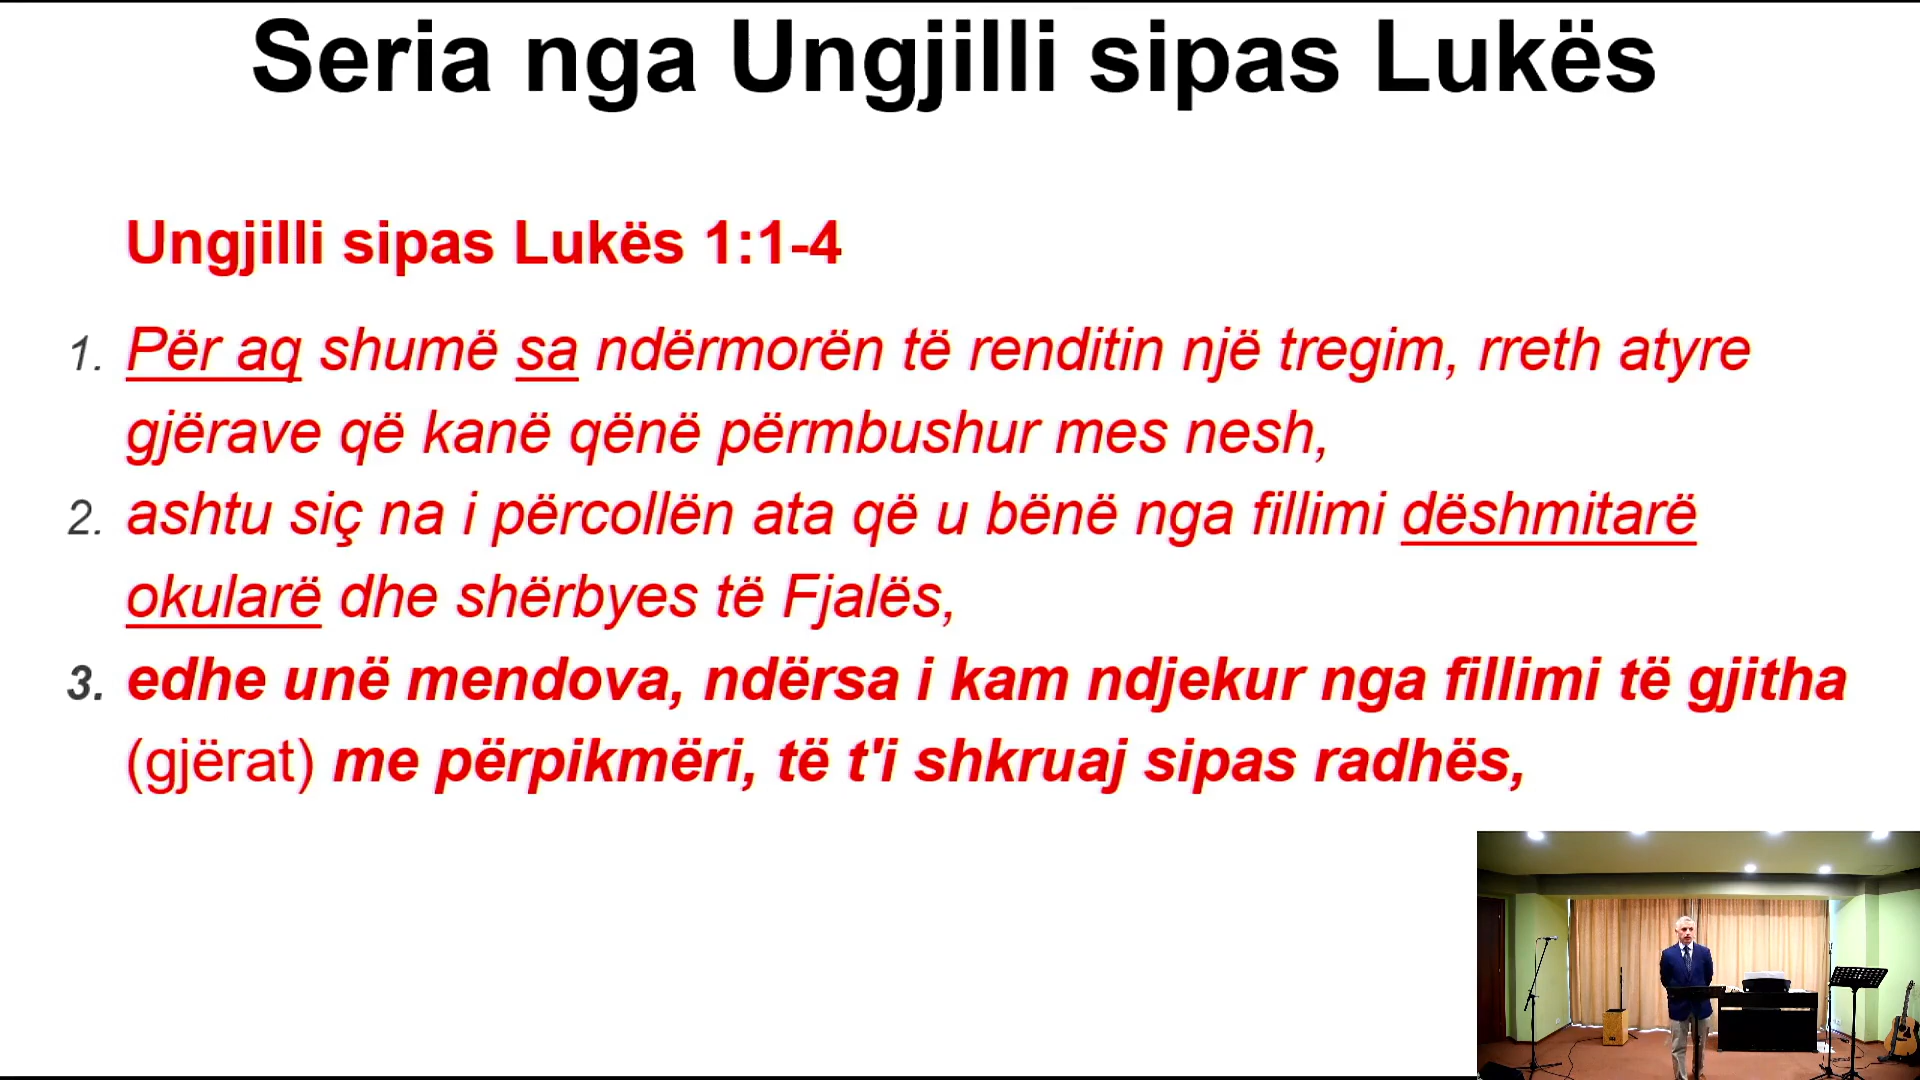 Seria nga Ungjilli sipas Lukës
Ungjilli sipas Lukës 1:1-4
1. Për aq shumë sa ndërmorën të renditin një tregim, rreth atyre
gjërave që kanë qënë përmbushur mes nesh,
2. ashtu siç na i përcollën ata që u bënë nga fillimi dëshmitarë
okularë dhe shërbyes të Fjalës,
3. edhe unë mendova, ndërsa i kam ndjekur nga fillimi të gjitha
(gjërat) me përpikmëri, të t'i shkruaj sipas radhës,